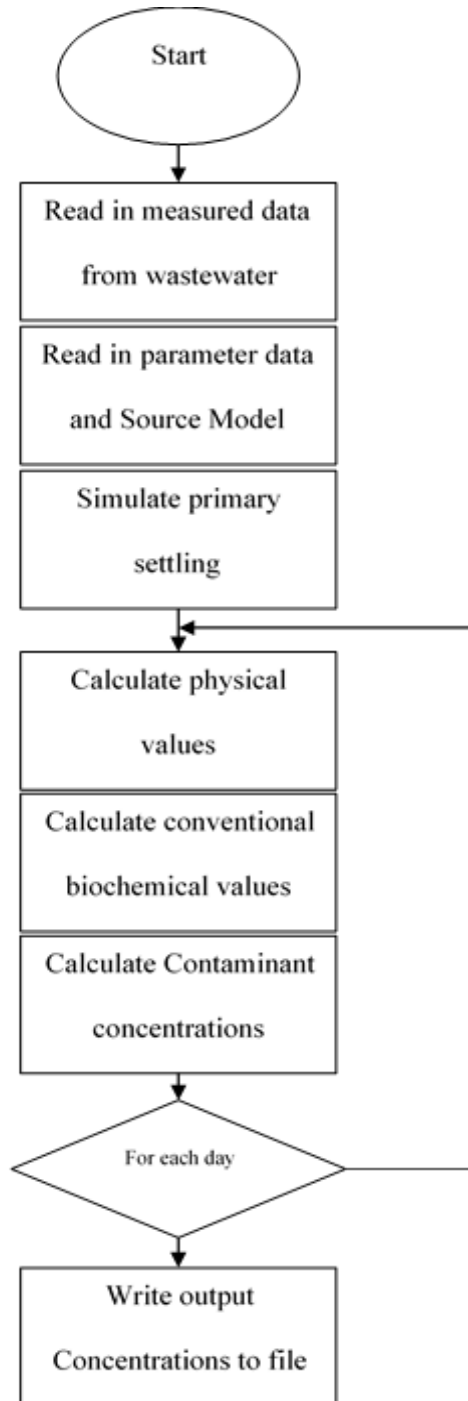 Start
Read in measured data
from wastewater
Read in parameter data
and Source Model
Simulate primary
settling
Calculate physical
values
Calculate conventional
biochemical values
Calculate Contaminant
concentrations
For each day
Write output
Concentrations to file